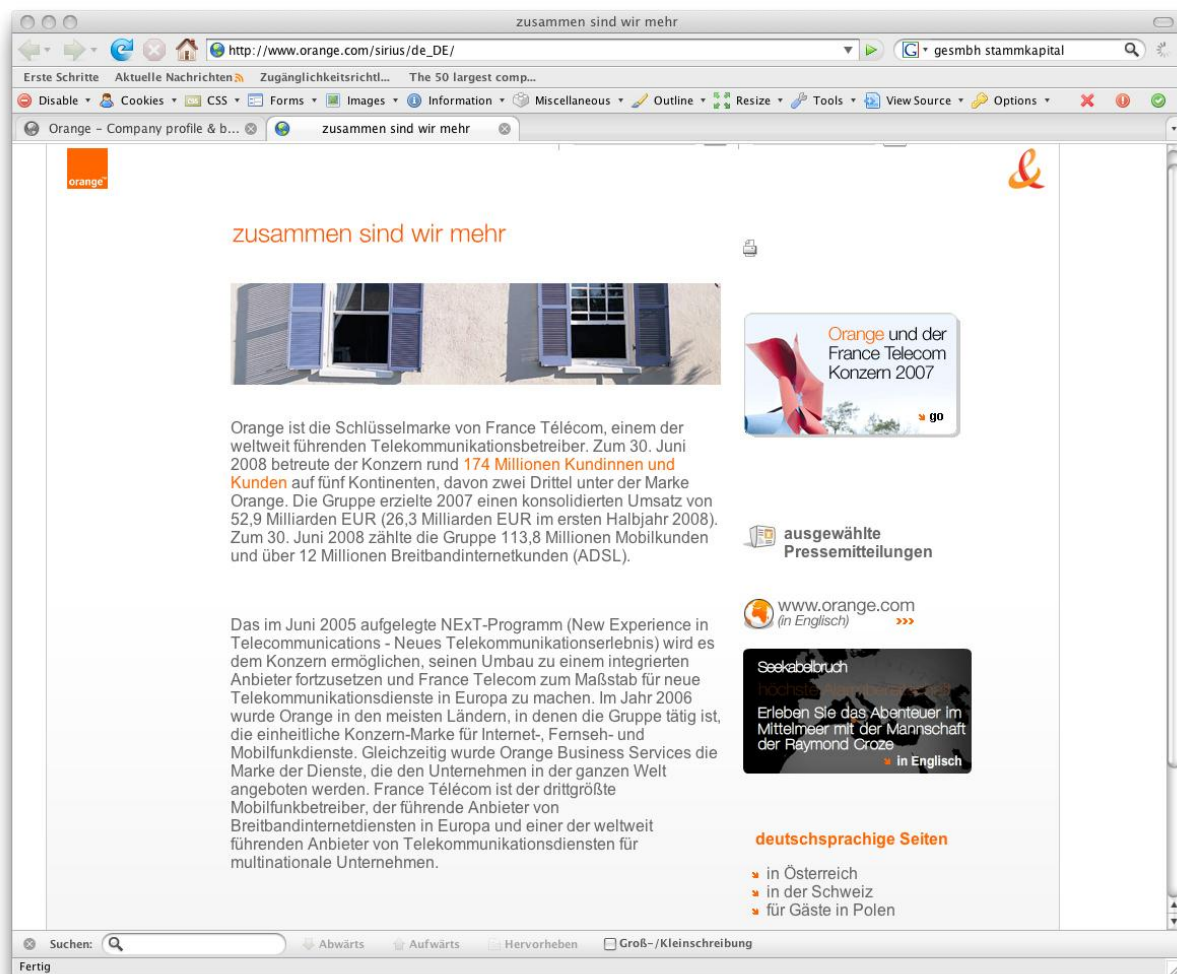 zusammen sind wir mehr
http://www.orange.com/sirius/de_DE/
gesmbh stammkapital
Erste Schritte Aktuelle Nachrichten Zugänglichkeitsrichtl... The 50 largest comp...
Disable Cookies CSS Forms Images Information Miscellaneous Outline Resize Tools View Source Options
Orange – Company profile & b... zusammen sind wir mehr
orange™
zusammen sind wir mehr
Orange und der
France Telecom
Konzern 2007
go
Orange ist die Schlüsselmarke von France Télécom, einem der
weltweit führenden Telekommunikationsbetreiber. Zum 30. Juni
2008 betreute der Konzern rund 174 Millionen Kundinnen und
Kunden auf fünf Kontinenten, davon zwei Drittel unter der Marke
Orange. Die Gruppe erzielte 2007 einen konsolidierten Umsatz von
52,9 Milliarden EUR (26,3 Milliarden EUR im ersten Halbjahr 2008).
Zum 30. Juni 2008 zählte die Gruppe 113,8 Millionen Mobilkunden
und über 12 Millionen Breitbandinternetkunden (ADSL).
ausgewählte
Pressemitteilungen
www.orange.com
(in Englisch)
Das im Juni 2005 aufgelegte NExT-Programm (New Experience in
Telecommunications - Neues Telekommunikationserlebnis) wird es
dem Konzern ermöglichen, seinen Umbau zu einem integrierten
Anbieter fortzusetzen und France Telecom zum Maßstab für neue
Telekommunikationsdienste in Europa zu machen. Im Jahr 2006
wurde Orange in den meisten Ländern, in denen die Gruppe tätig ist,
die einheitliche Konzern-Marke für Internet-, Fernseh- und
Mobilfunkdienste. Gleichzeitig wurde Orange Business Services die
Marke der Dienste, die den Unternehmen in der ganzen Welt
angeboten werden. France Télécom ist der drittgrößte
Mobilfunkbetreiber, der führende Anbieter von
Breitbandinternetdiensten in Europa und einer der weltweit
führenden Anbieter von Telekommunikationsdiensten für
multinationale Unternehmen.
Seekabelbruch
Erleben Sie das Abenteuer im
Mittelmeer mit der Mannschaft
der Raymond Croze
in Englisch
deutschsprachige Seiten
in Österreich
in der Schweiz
für Gäste in Polen
Suchen: Abwärts Aufwärts Hervorheben Groß-/Kleinschreibung
Fertig